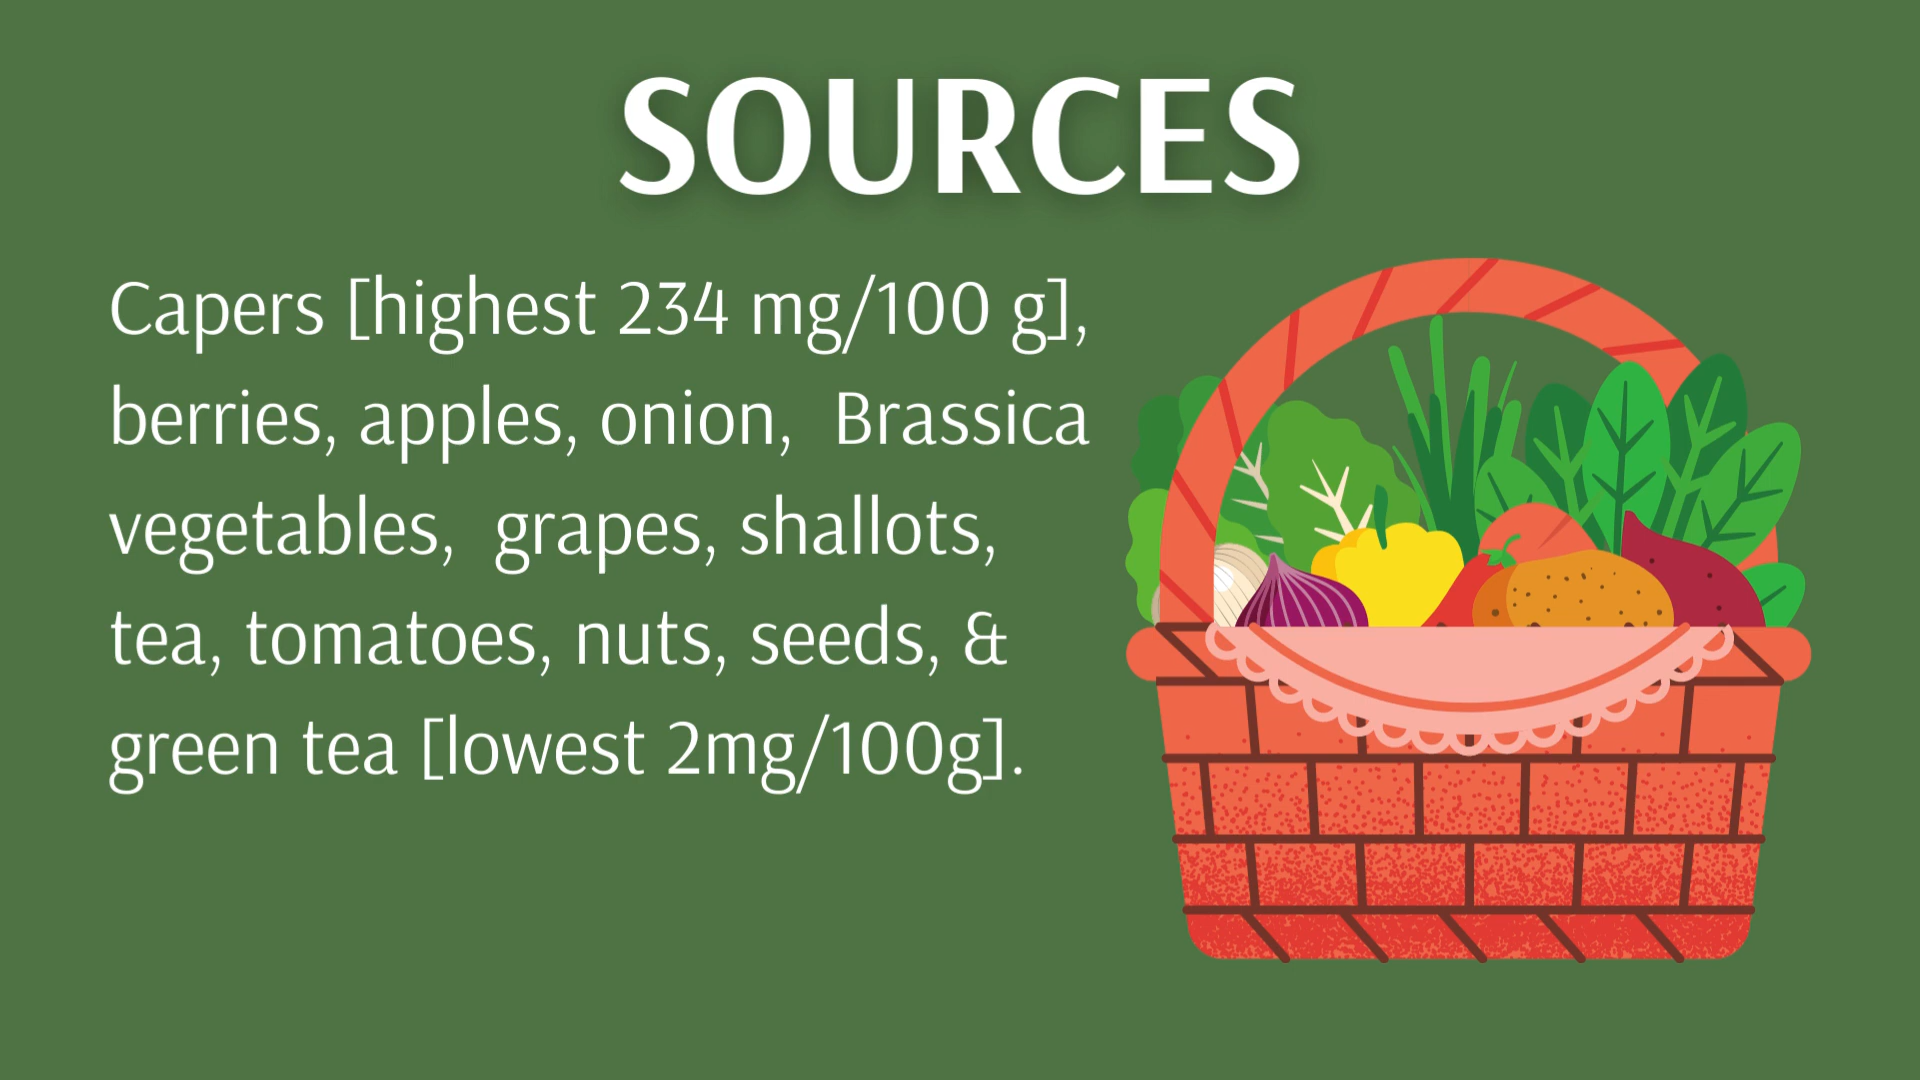 SOURCES
Capers [highest 234 mg/100 g],
berries, apples, onion,  Brassica
vegetables,  grapes, shallots,
tea, tomatoes, nuts, seeds, &
green tea [lowest 2mg/100g].